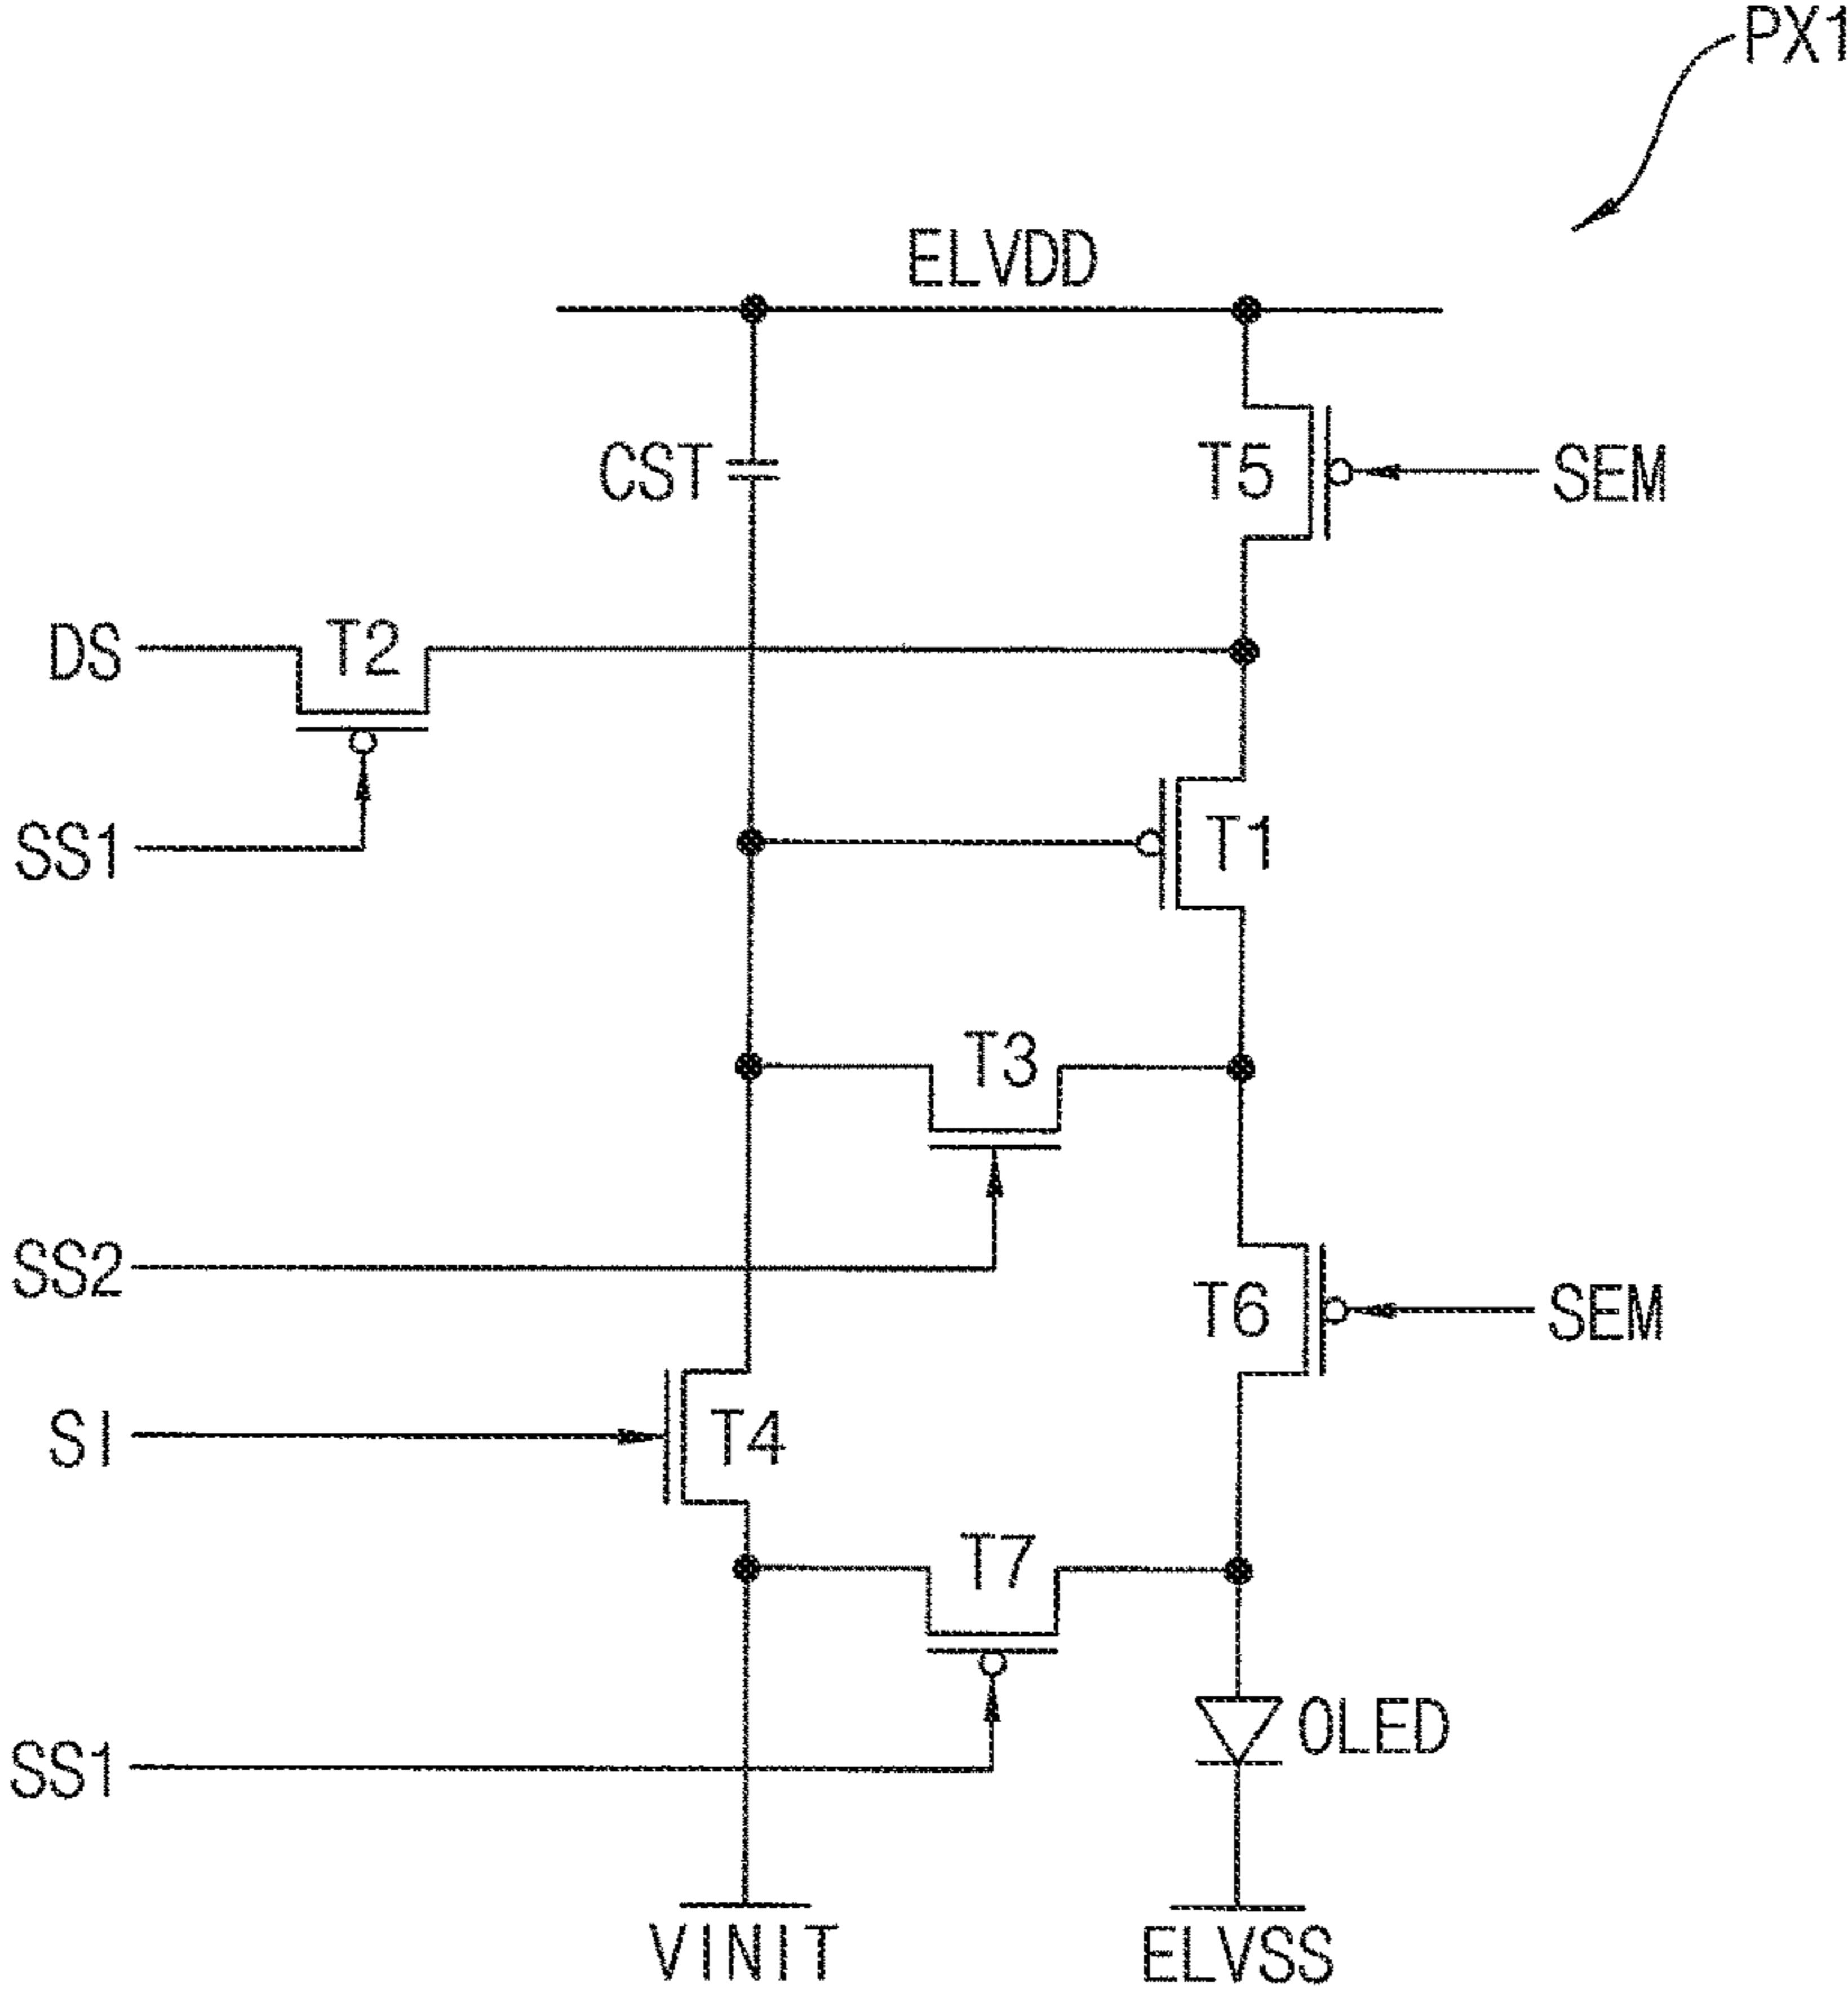 PX1
ELVDD
CST
T5
SEM
DS
T2
SS1
T1
T3
SS2
T6
SEM
SI
T4
T7
SS1
OLED
VINIT
ELVSS